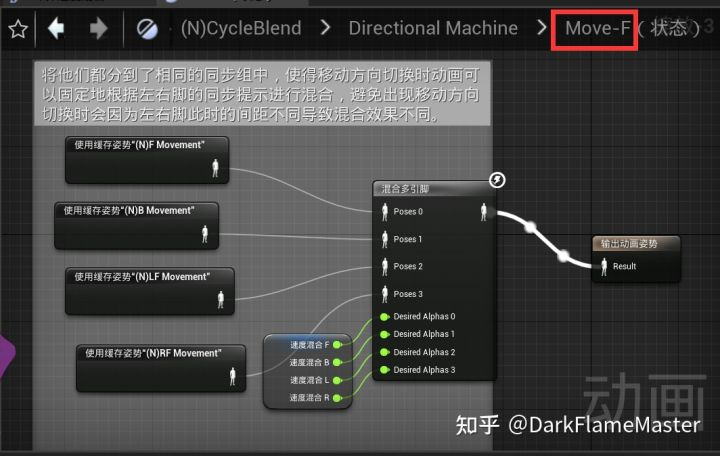 (N)CycleBlend > Directional Machine > Move-F (状态)
将他们都分到了相同的同步组中，使得移动方向切换时动画可
以固定地根据左右脚的同步提示进行混合，避免出现移动方向
切换时会因为左右脚此时的间距不同导致混合效果不同。
使用缓存姿势"(N)F Movement"
使用缓存姿势"(N)B Movement"
使用缓存姿势"(N)LF Movement"
使用缓存姿势"(N)RF Movement"
混合多引脚
Poses 0
Poses 1
Poses 2
Poses 3
Desired Alphas 0
Desired Alphas 1
Desired Alphas 2
Desired Alphas 3
速度混合 F
速度混合 B
速度混合 L
速度混合 R
输出动画姿势
Result
动画
知乎 @DarkFlameMaster